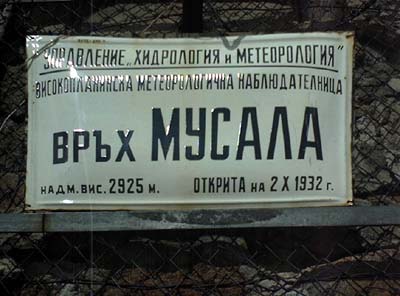 УПРАВЛЕНИЕ „ХИДРОЛОГИЯ и МЕТЕОРОЛОГИЯ"
ВИСОКОПЛАНИНСКА МЕТЕОРОЛОГИЧНА НАБЛЮДАТЕЛНИЦА
ВРЪХ МУСАЛА
НАДМ. ВИС. 2925 М. ОТКРИТА НА 2 X 1932 г.